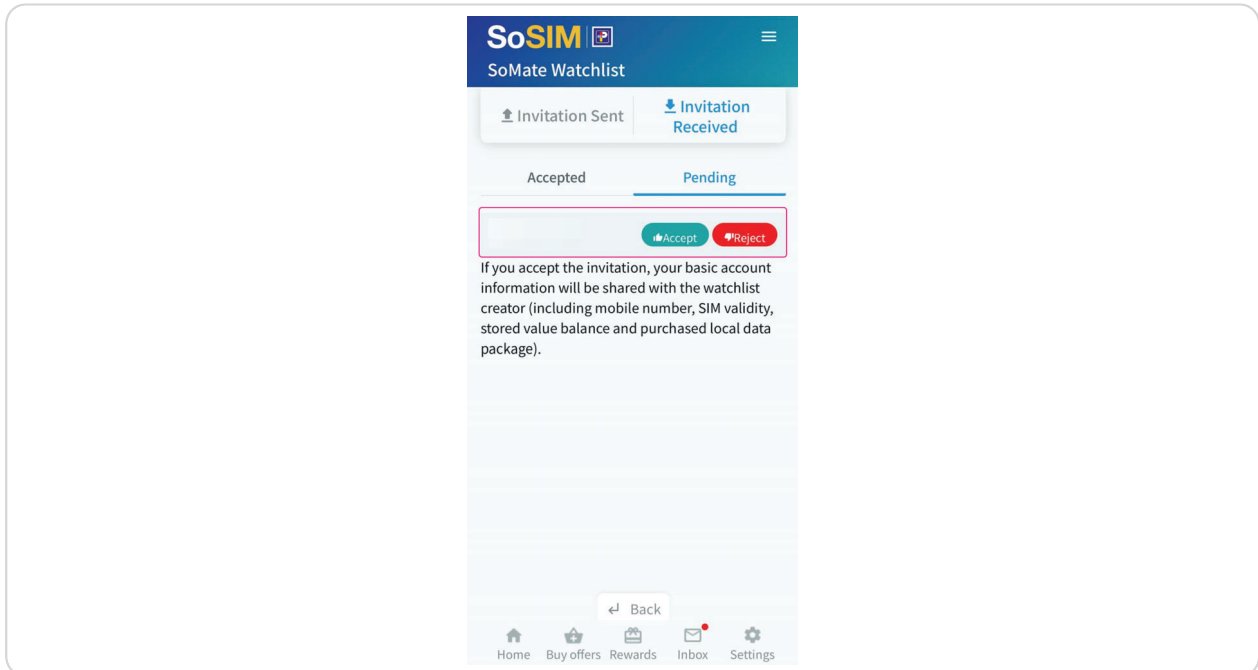 SoSIM
SoMate Watchlist
Invitation Sent
Invitation
Received
Accepted
Pending
Accept
Reject
If you accept the invitation, your basic account
information will be shared with the watchlist
creator (including mobile number, SIM validity,
stored value balance and purchased local data
package).
Back
Home
Buy offers
Rewards
Inbox
Settings